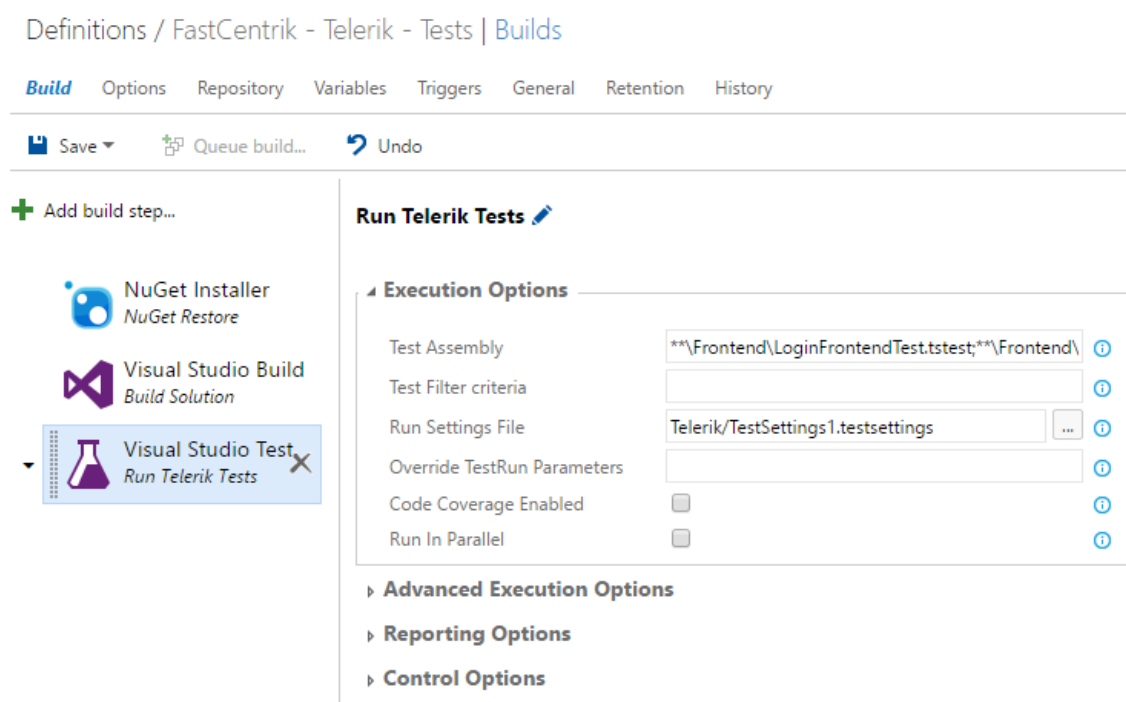 Definitions / FastCentrik - Telerik - Tests | Builds
Build Options Repository Variables Triggers General Retention History
Save Queue build... Undo
Add build step...
NuGet Installer
NuGet Restore
Visual Studio Build
Build Solution
Visual Studio Test
Run Telerik Tests
Run Telerik Tests
Execution Options
Test Assembly **\Frontend\LoginFrontendTest.tstest;**\Frontend\
Test Filter criteria
Run Settings File Telerik/TestSettings1.testsettings ...
Override TestRun Parameters
Code Coverage Enabled
Run In Parallel
Advanced Execution Options
Reporting Options
Control Options